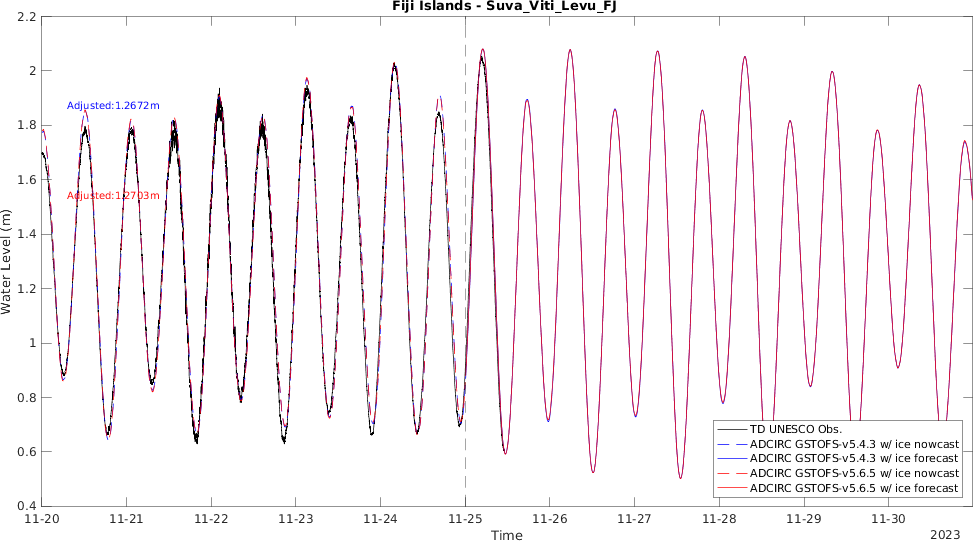 Fiji Islands - Suva_Viti_Levu_FJ
2.2
2
1.8
1.6
1.4
1.2
1
0.8
0.6
0.4
Water Level (m)
Adjusted:1.2672m
Adjusted:1.2703m
TD UNESCO Obs.
ADCIRC GSTOFS-v5.4.3 w/ ice nowcast
ADCIRC GSTOFS-v5.4.3 w/ ice forecast
ADCIRC GSTOFS-v5.6.5 w/ ice nowcast
ADCIRC GSTOFS-v5.6.5 w/ ice forecast
11-20 11-21 11-22 11-23 11-24 11-25 11-26 11-27 11-28 11-29 11-30
Time
2023